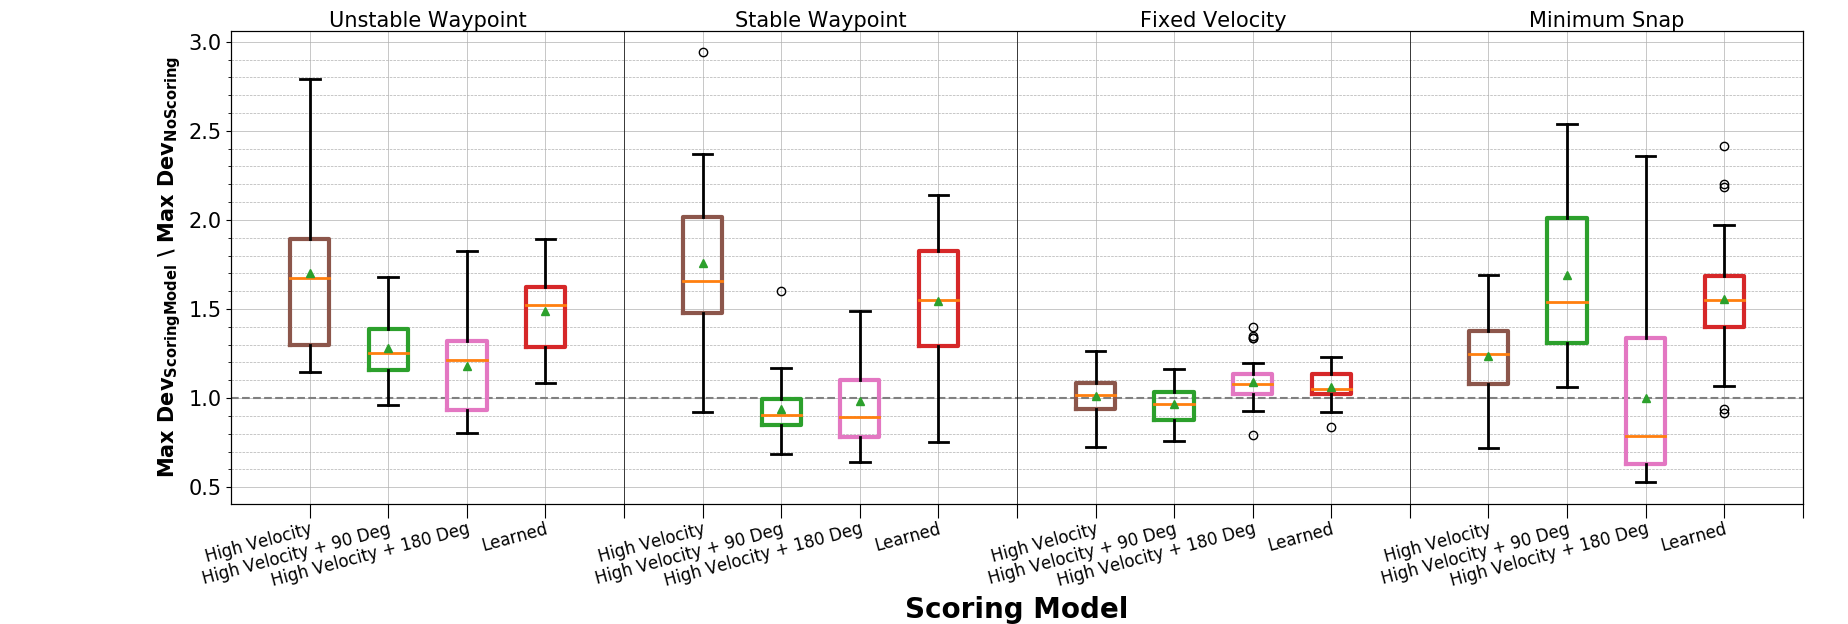 Unstable Waypoint Stable Waypoint Fixed Velocity Minimum Snap
Max Dev_ScoringModel \ Max Dev_NoScoring
3.0
2.5
2.0
1.5
1.0
0.5
High Velocity
High Velocity + 90 Deg
High Velocity + 180 Deg
Learned
High Velocity
High Velocity + 90 Deg
High Velocity + 180 Deg
Learned
High Velocity
High Velocity + 90 Deg
High Velocity + 180 Deg
Learned
High Velocity
High Velocity + 90 Deg
High Velocity + 180 Deg
Learned
Scoring Model